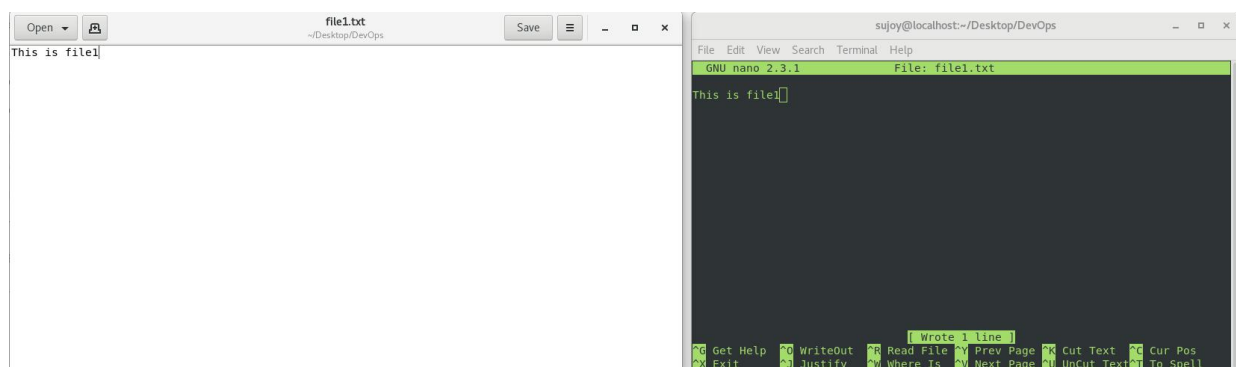 Open
file1.txt
~/Desktop/DevOps
Save
This is file1
sujoy@localhost:~/Desktop/DevOps
File Edit View Search Terminal Help
GNU nano 2.3.1 File: file1.txt
This is file1
[ Wrote 1 line ]
^G Get Help ^O WriteOut ^R Read File ^Y Prev Page ^K Cut Text ^C Cur Pos
^X Exit ^J Justify ^W Where Is ^V Next Page ^U UnCut Text ^T To Spell